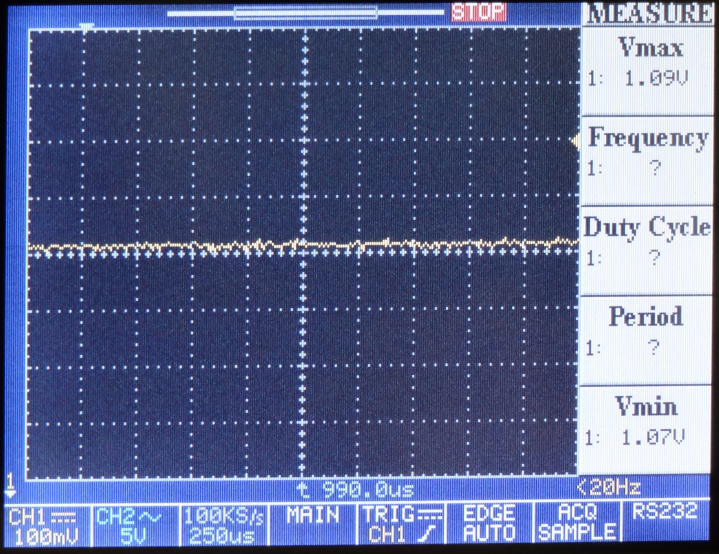 STOP
MEASURE
Vmax
1: 1.09V
Frequency
1: ?
Duty Cycle
1: ?
Period
1: ?
Vmin
1: 1.07V
1
990.0us
<20Hz
CH1
100mV
CH2
5V
100KS/s
250us
MAIN
TRIG
CH1
EDGE
AUTO
ACQ
SAMPLE
RS232